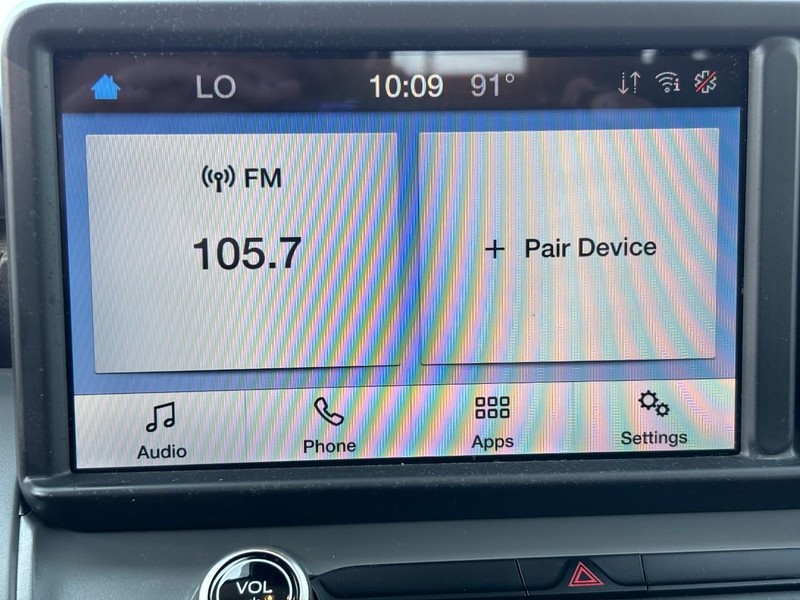 LO 10:09 91°
FM
105.7
+ Pair Device
Audio Phone Apps Settings
VOL